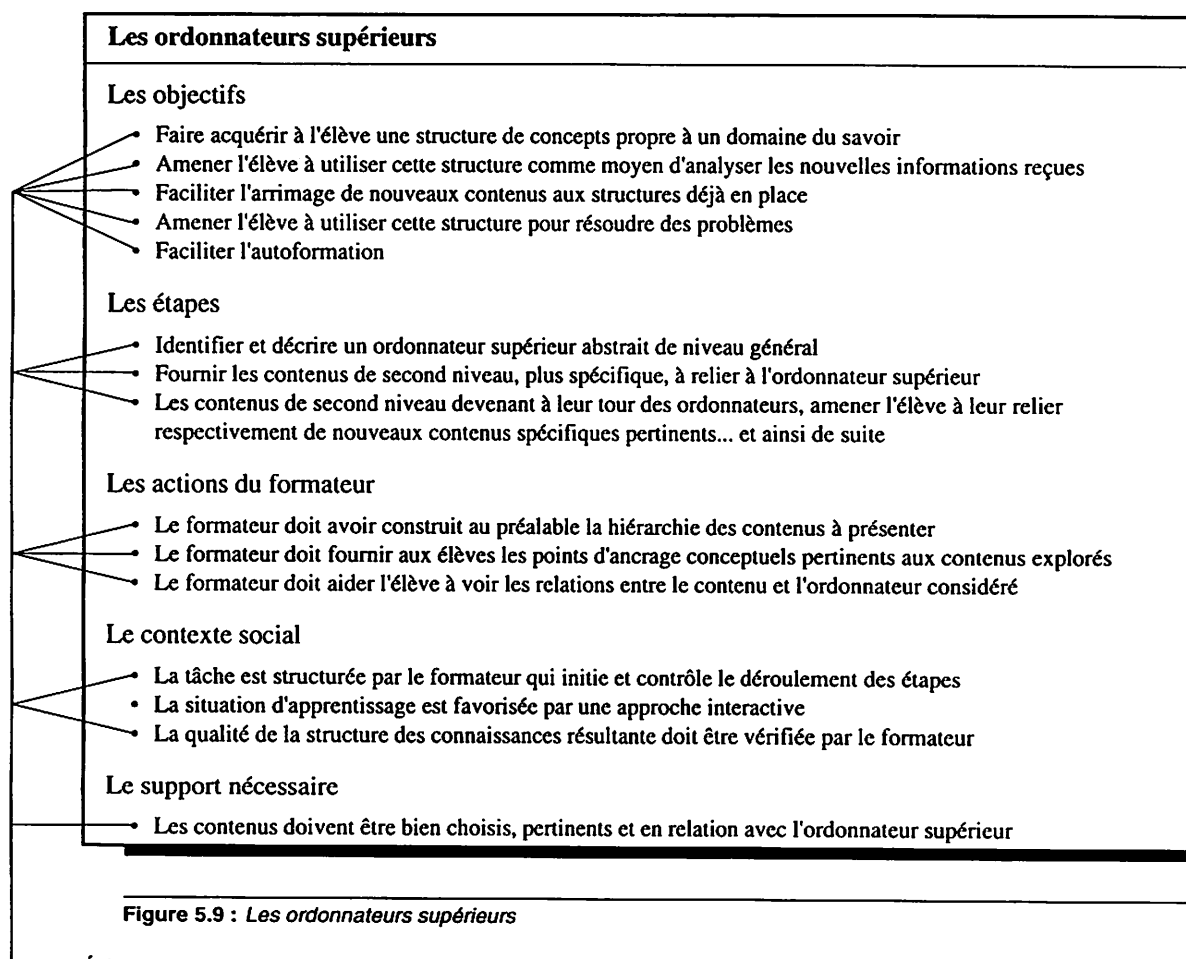 Les ordonnateurs supérieurs
Les objectifs
• Faire acquérir à l'élève une structure de concepts propre à un domaine du savoir
• Amener l'élève à utiliser cette structure comme moyen d'analyser les nouvelles informations reçues
• Faciliter l'arrimage de nouveaux contenus aux structures déjà en place
• Amener l'élève à utiliser cette structure pour résoudre des problèmes
• Faciliter l'autoformation
Les étapes
• Identifier et décrire un ordonnateur supérieur abstrait de niveau général
• Fournir les contenus de second niveau, plus spécifique, à relier à l'ordonnateur supérieur
• Les contenus de second niveau devenant à leur tour des ordonnateurs, amener l'élève à leur relier
respectivement de nouveaux contenus spécifiques pertinents... et ainsi de suite
Les actions du formateur
• Le formateur doit avoir construit au préalable la hiérarchie des contenus à présenter
• Le formateur doit fournir aux élèves les points d'ancrage conceptuels pertinents aux contenus explorés
• Le formateur doit aider l'élève à voir les relations entre le contenu et l'ordonnateur considéré
Le contexte social
• La tâche est structurée par le formateur qui initie et contrôle le déroulement des étapes
• La situation d'apprentissage est favorisée par une approche interactive
• La qualité de la structure des connaissances résultante doit être vérifiée par le formateur
Le support nécessaire
• Les contenus doivent être bien choisis, pertinents et en relation avec l'ordonnateur supérieur
Figure 5.9 : Les ordonnateurs supérieurs